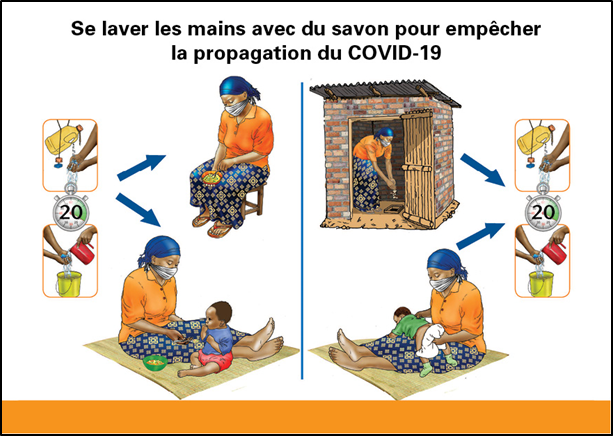 Se laver les mains avec du savon pour empêcher
la propagation du COVID-19
20
20